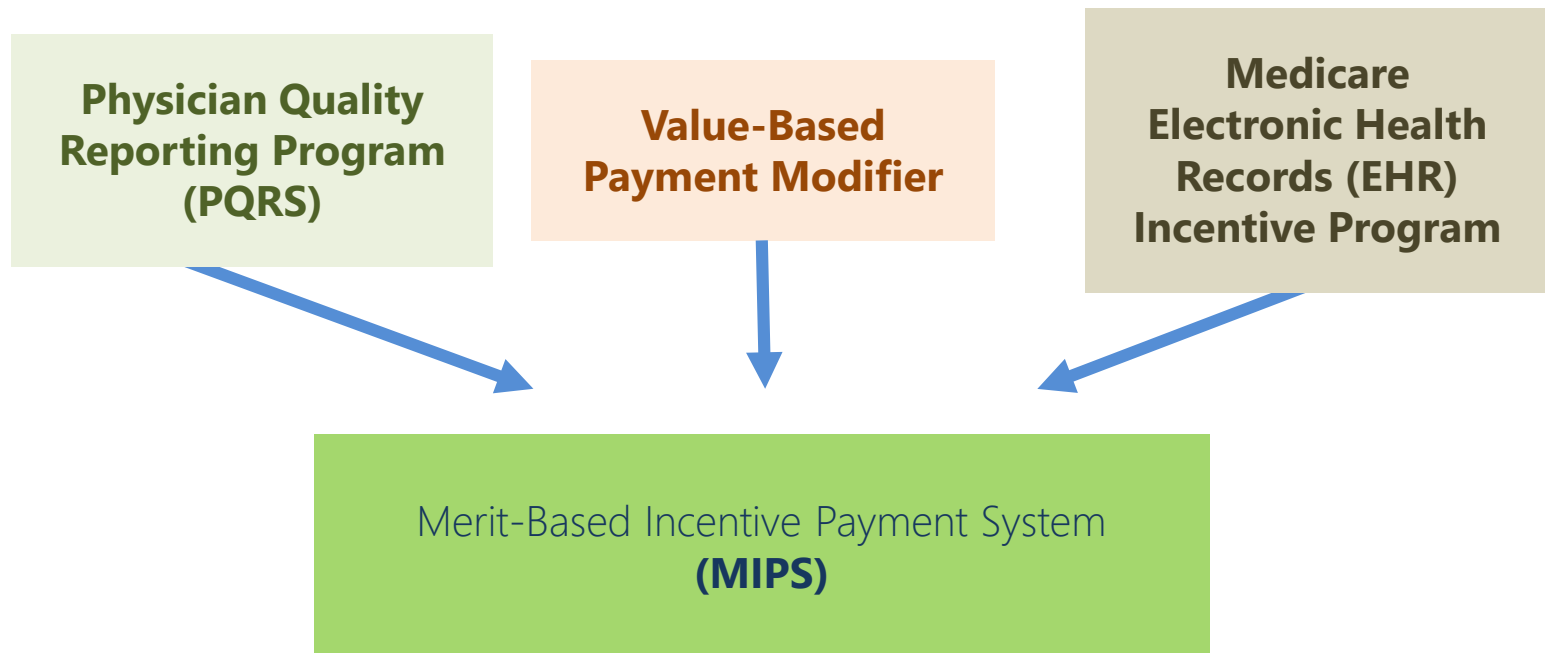 Physician Quality
Reporting Program
(PQRS)
Value-Based
Payment Modifier
Medicare
Electronic Health
Records (EHR)
Incentive Program
Merit-Based Incentive Payment System
(MIPS)